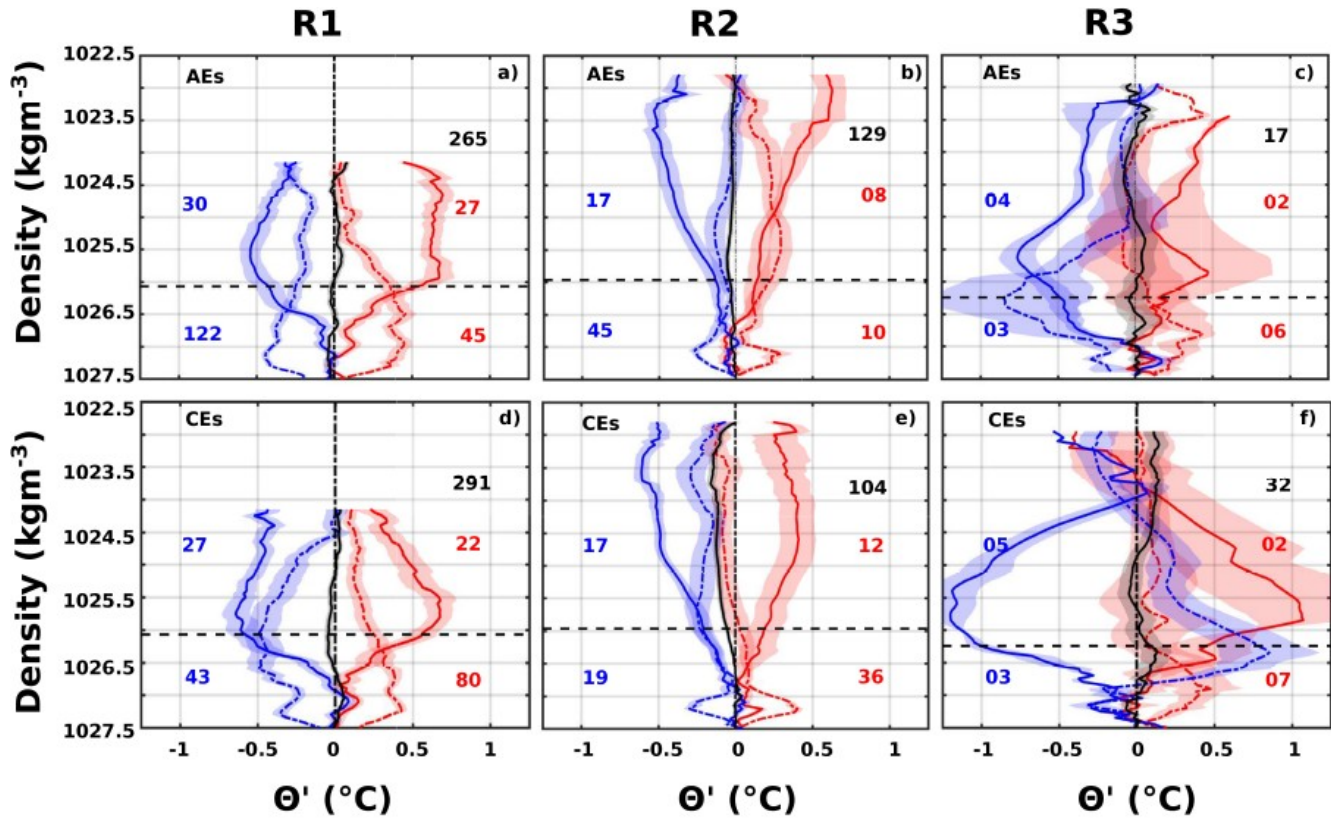 R1 R2 R3
1022.5
1023.5
1024.5
1025.5
1026.5
1027.5
Density (kgm-3)
AEs a)
265
30 27
122 45
AEs b)
129
17 08
45 10
AEs c)
17
04 02
03 06
1022.5
1023.5
1024.5
1025.5
1026.5
1027.5
Density (kgm-3)
CEs d)
291
27 22
43 80
CEs e)
104
17 12
19 36
CEs f)
32
05 02
03 07
-1 -0.5 0 0.5 1
-1 -0.5 0 0.5 1
-1 -0.5 0 0.5 1
Θ' (°C) Θ' (°C) Θ' (°C)